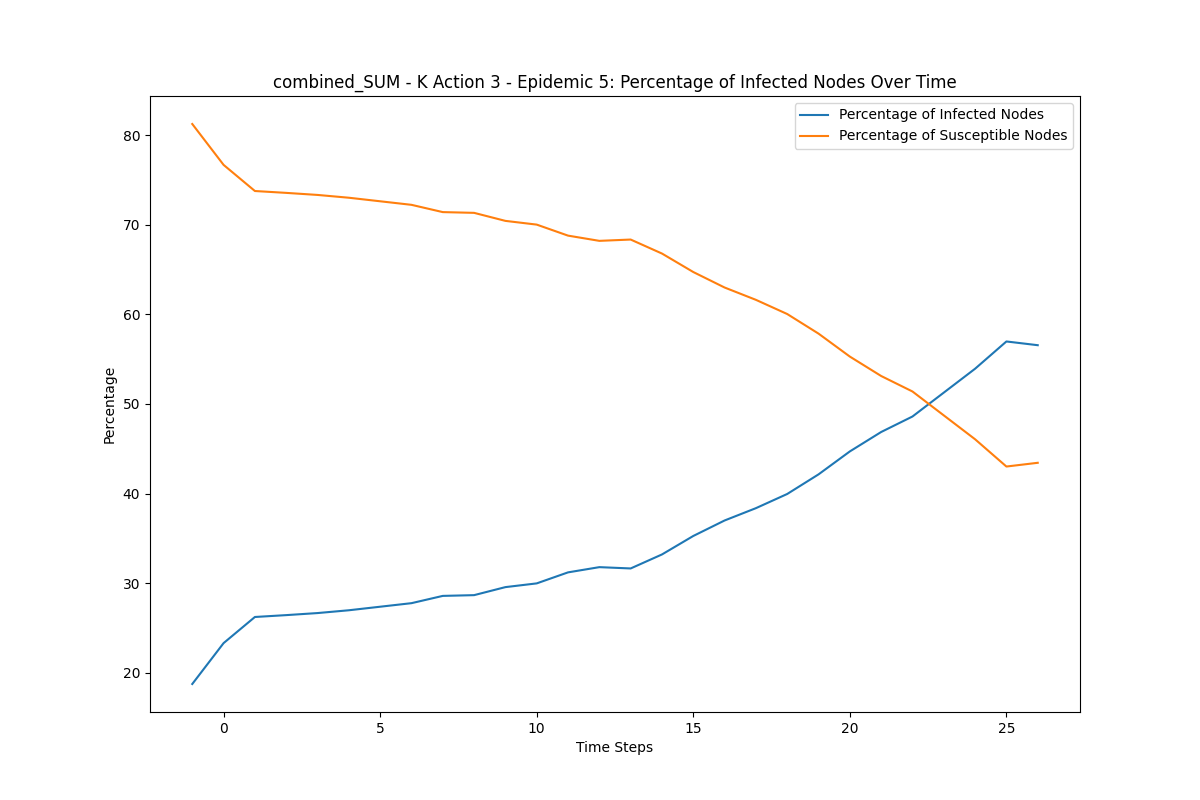 combined_SUM - K Action 3 - Epidemic 5: Percentage of Infected Nodes Over Time
Percentage of Infected Nodes
Percentage of Susceptible Nodes
80
70
60
50
40
30
20
Percentage
0 5 10 15 20 25
Time Steps